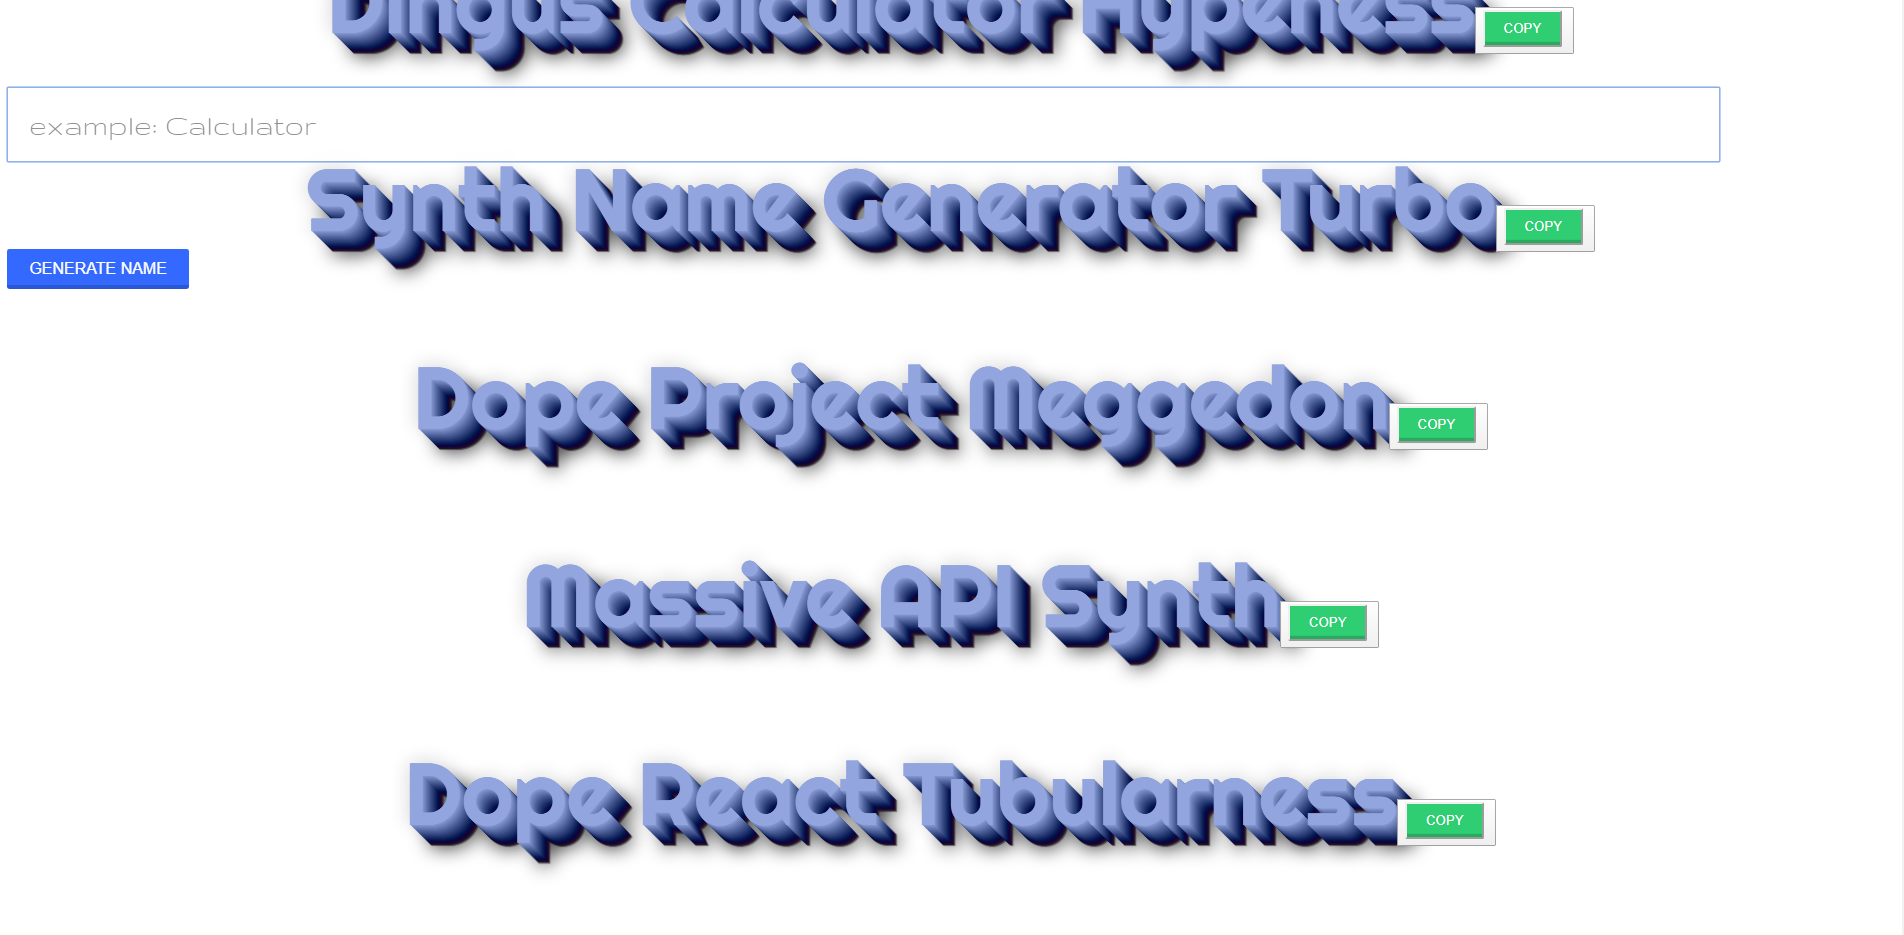 Dingus Calculator Hypeness COPY
example: Calculator
Synth Name Generator Turbo COPY
GENERATE NAME
Dope Project Meggedon COPY
Massive API Synth COPY
Dope React Tubularness COPY